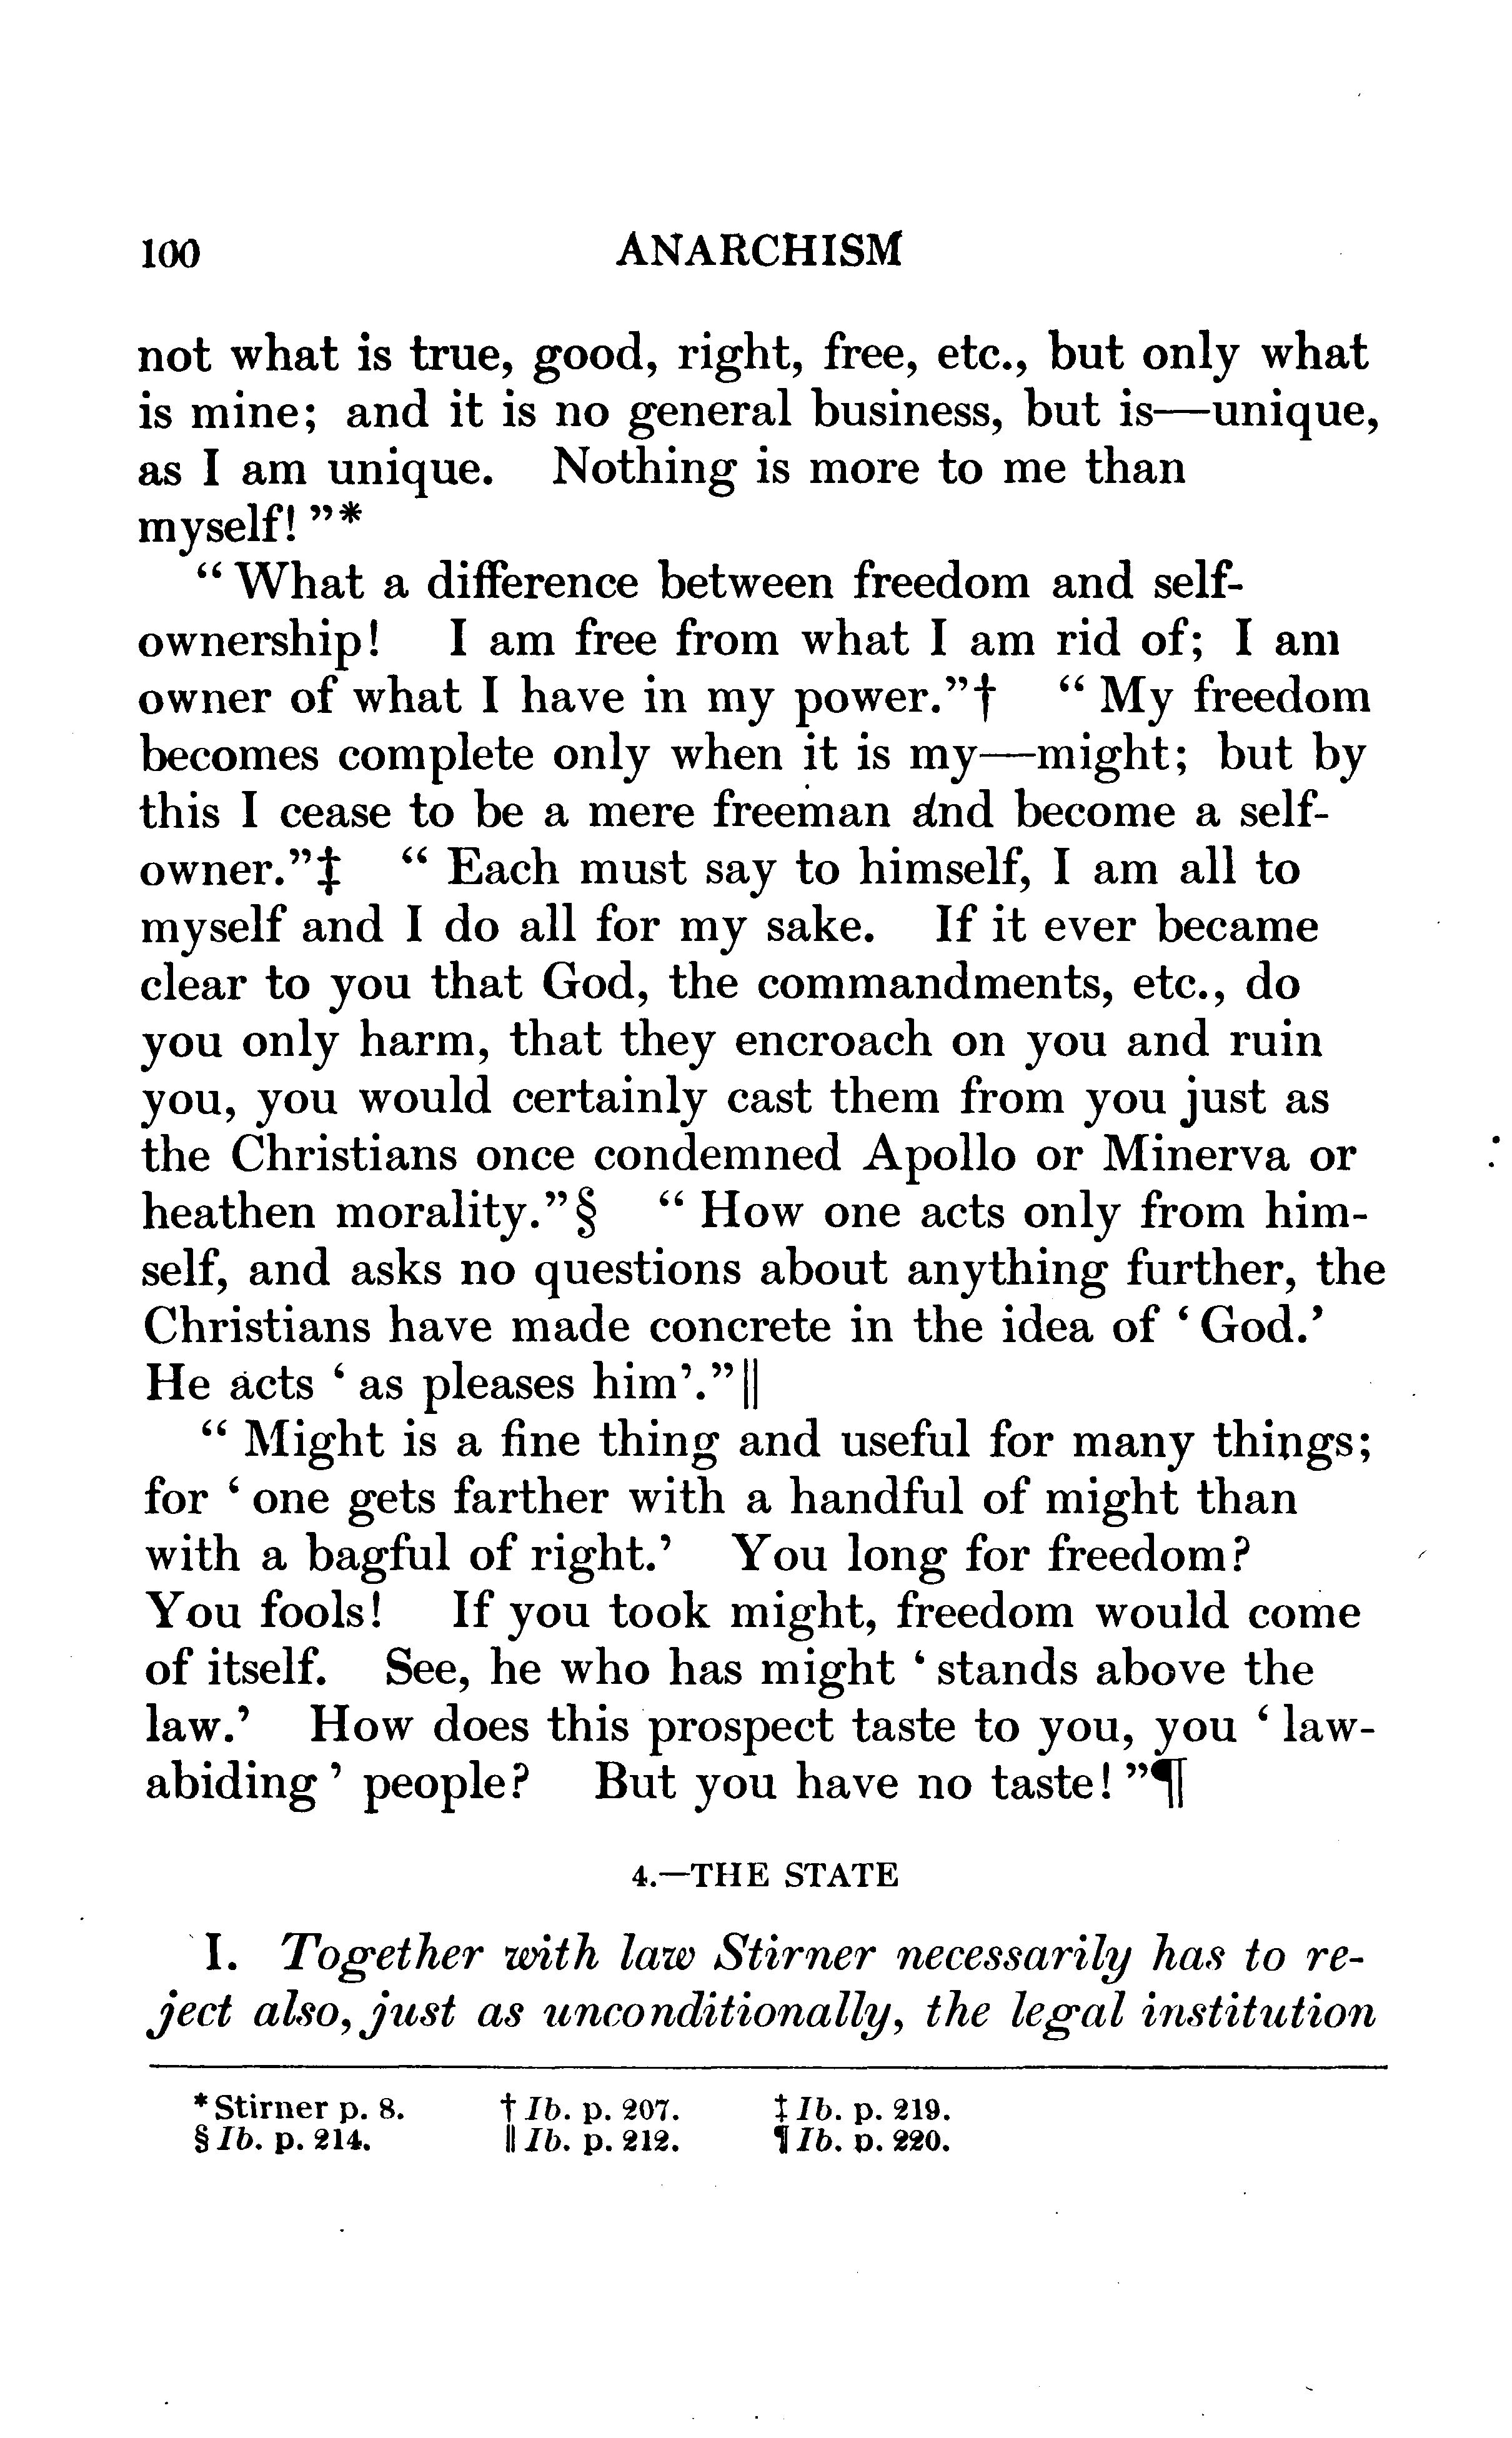 100 ANARCHISM
not what is true, good, right, free, etc., but only what
is mine; and it is no general business, but is—unique,
as I am unique. Nothing is more to me than
myself! ”*
“ What a difference between freedom and self-
ownership! I am free from what I am rid of; I am
owner of what I have in my power.”† “ My freedom
becomes complete only when it is my—might; but by
this I cease to be a mere freeman and become a self-
owner.”‡ “ Each must say to himself, I am all to
myself and I do all for my sake. If it ever became
clear to you that God, the commandments, etc., do
you only harm, that they encroach on you and ruin
you, you would certainly cast them from you just as
the Christians once condemned Apollo or Minerva or
heathen morality.”§ “ How one acts only from him-
self, and asks no questions about anything further, the
Christians have made concrete in the idea of ‘ God.’
He acts ‘ as pleases him’.”‖
“ Might is a fine thing and useful for many things;
for ‘ one gets farther with a handful of might than
with a bagful of right.’ You long for freedom?
You fools! If you took might, freedom would come
of itself. See, he who has might ‘ stands above the
law.’ How does this prospect taste to you, you ‘ law-
abiding ’ people? But you have no taste! ”¶
4.—THE STATE
I. Together with law Stirner necessarily has to re-
ject also, just as unconditionally, the legal institution
* Stirner p. 8. † Ib. p. 207. ‡ Ib. p. 219.
§ Ib. p. 214. ‖ Ib. p. 212. ¶ Ib. p. 220.